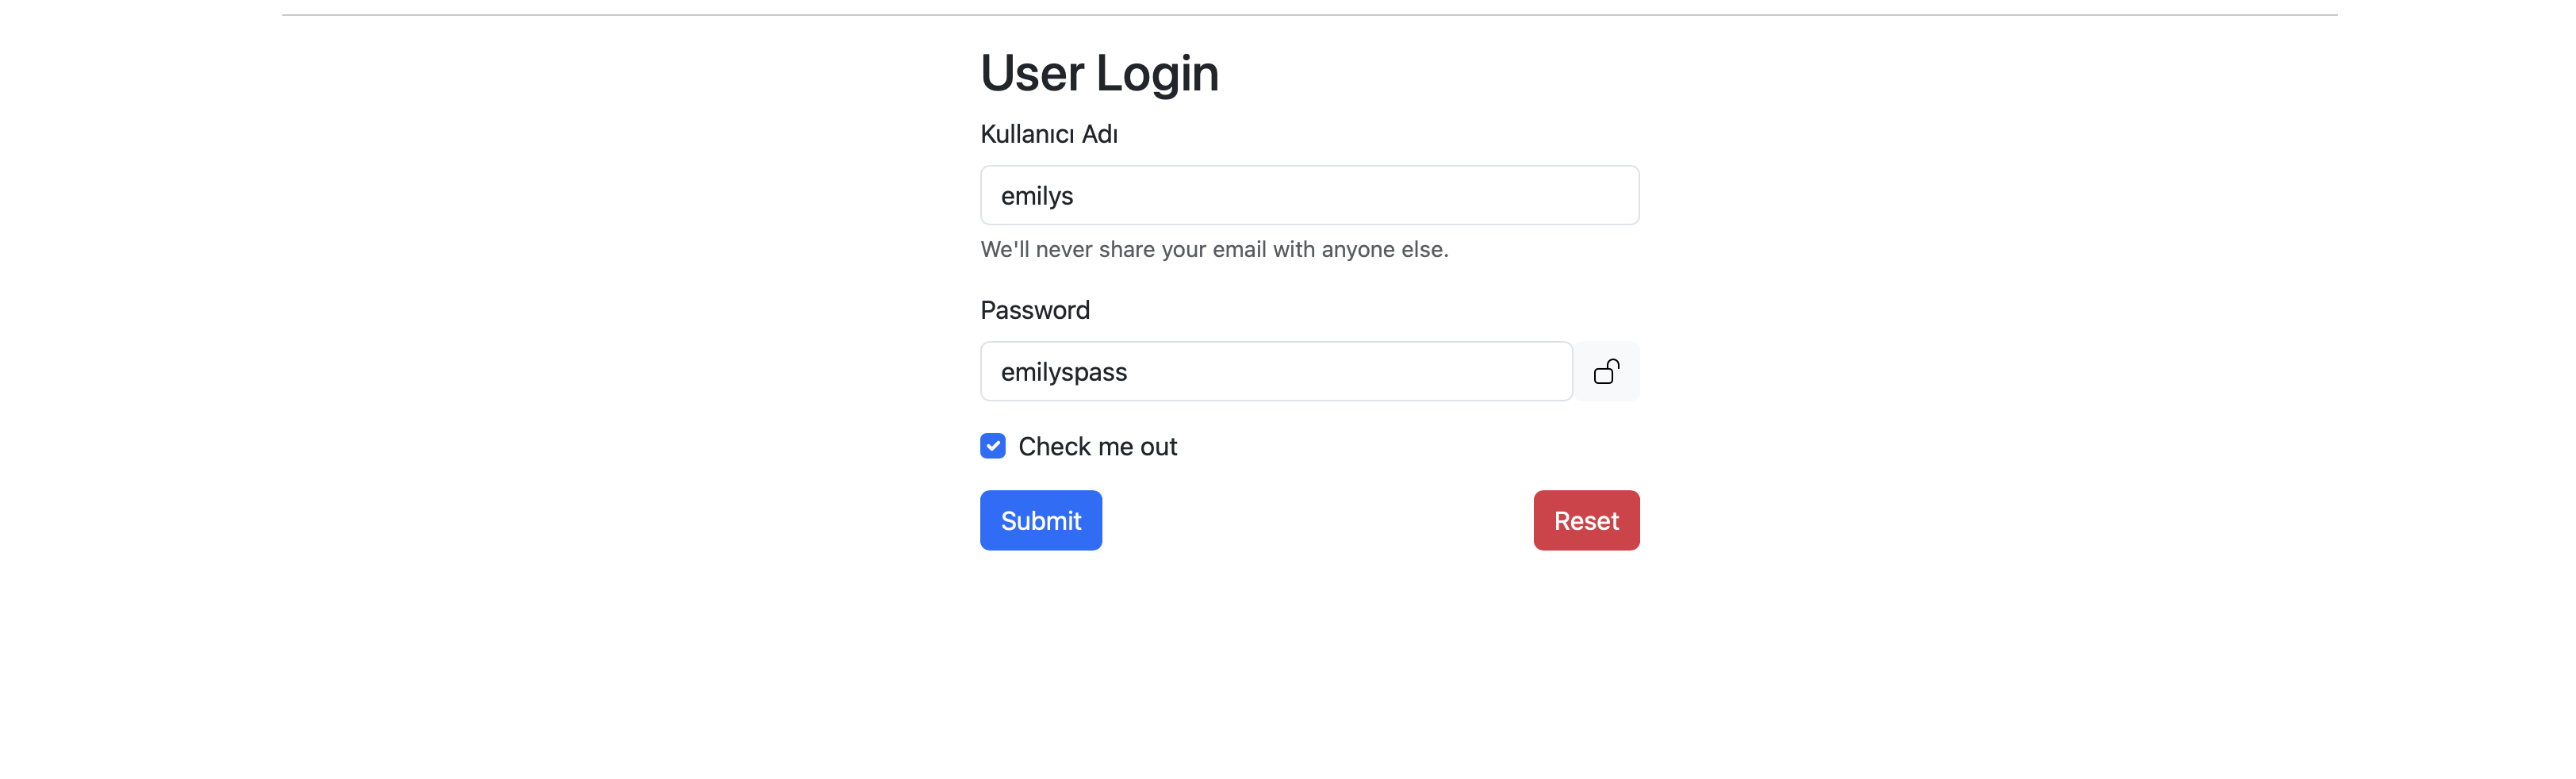 User Login
Kullanıcı Adı
emilys
We'll never share your email with anyone else.
Password
emilyspass
Check me out
Submit Reset